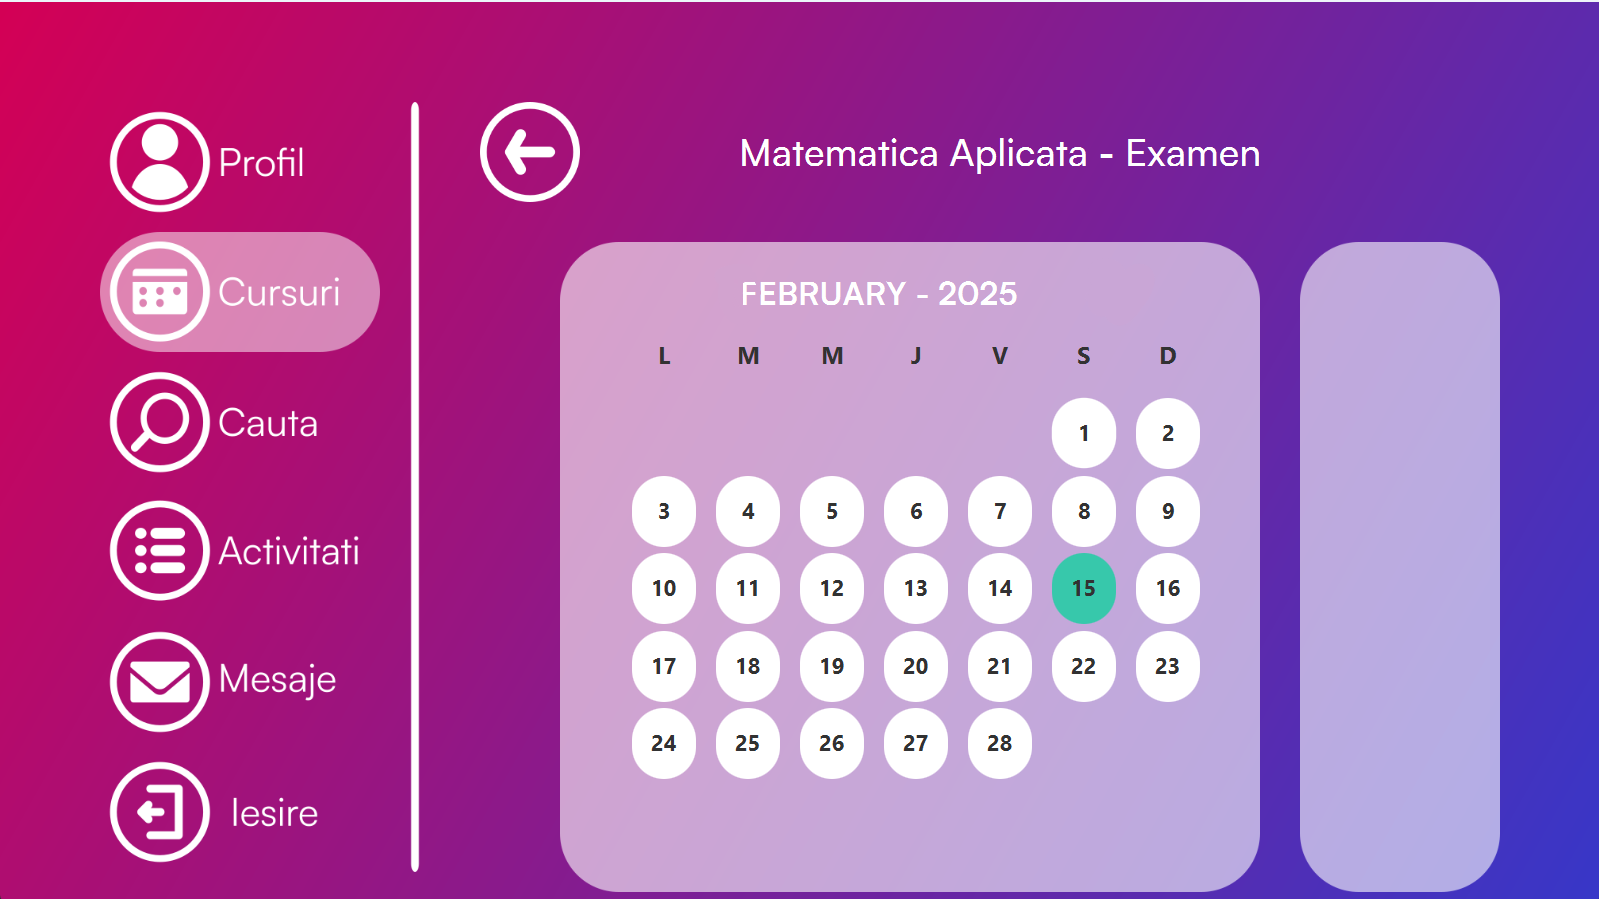 Profil
Cursuri
Cauta
Activitati
Mesaje
Iesire
Matematica Aplicata - Examen
FEBRUARY - 2025
L M M J V S D
1 2
3 4 5 6 7 8 9
10 11 12 13 14 15 16
17 18 19 20 21 22 23
24 25 26 27 28